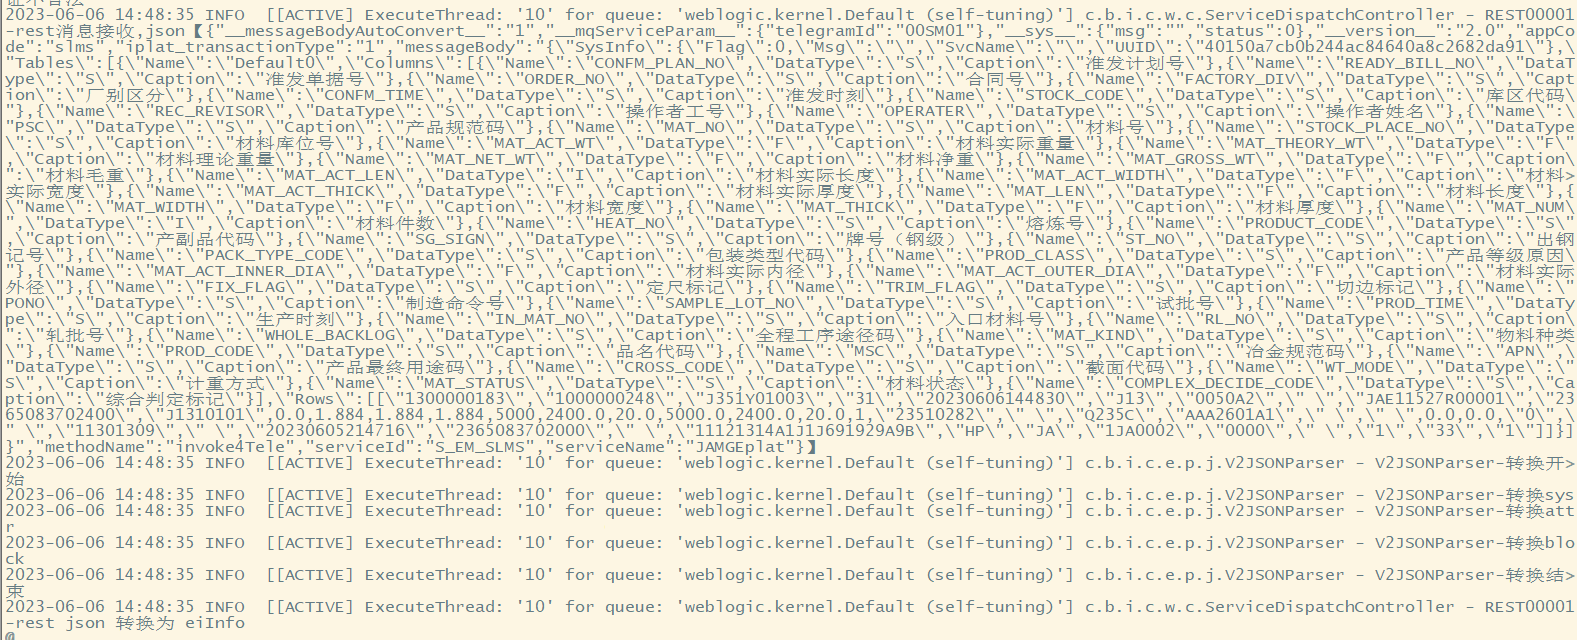 2023-06-06 14:48:35 INFO  [[ACTIVE] ExecuteThread: '10' for queue: 'weblogic.kernel.Default (self-tuning)'] c.b.i.c.w.c.ServiceDispatchController - REST00001
-rest消息接收,json【{"__messageBodyAutoConvert__":"1","__mqServiceParam__":{"telegramId":"00SM01"},"__sys__":{"msg":"","status":0},"__version__":"2.0","appCo
de":"slms","iplat_transactionType":"1","messageBody":"{\"SysInfo\":{\"Flag\":0,\"Msg\":\"\",\"SvcName\":\"\",\"UUID\":\"40150a7cb0b244ac84640a8c2682da91\"},\
"Tables\":[{\"Name\":\"Default0\",\"Columns\":[{\"Name\":\"CONFM_PLAN_NO\",\"DataType\":\"S\",\"Caption\":\"准发计划号\"},{\"Name\":\"READY_BILL_NO\",\"DataT
ype\":\"S\",\"Caption\":\"准发单据号\"},{\"Name\":\"ORDER_NO\",\"DataType\":\"S\",\"Caption\":\"合同号\"},{\"Name\":\"FACTORY_DIV\",\"DataType\":\"S\",\"Capt
ion\":\"厂别区分\"},{\"Name\":\"CONFM_TIME\",\"DataType\":\"S\",\"Caption\":\"准发时刻\"},{\"Name\":\"STOCK_CODE\",\"DataType\":\"S\",\"Caption\":\"库区代码\
"},{\"Name\":\"REC_REVISOR\",\"DataType\":\"S\",\"Caption\":\"操作者工号\"},{\"Name\":\"OPERATER\",\"DataType\":\"S\",\"Caption\":\"操作者姓名\"},{\"Name\":\
"PSC\",\"DataType\":\"S\",\"Caption\":\"产品规范码\"},{\"Name\":\"MAT_NO\",\"DataType\":\"S\",\"Caption\":\"材料号\"},{\"Name\":\"STOCK_PLACE_NO\",\"DataType
\":\"S\",\"Caption\":\"材料库位号\"},{\"Name\":\"MAT_ACT_WT\",\"DataType\":\"F\",\"Caption\":\"材料实际重量\"},{\"Name\":\"MAT_THEORY_WT\",\"DataType\":\"F\"
,\"Caption\":\"材料理论重量\"},{\"Name\":\"MAT_NET_WT\",\"DataType\":\"F\",\"Caption\":\"材料净重\"},{\"Name\":\"MAT_GROSS_WT\",\"DataType\":\"F\",\"Caption\
":\"材料毛重\"},{\"Name\":\"MAT_ACT_LEN\",\"DataType\":\"I\",\"Caption\":\"材料实际长度\"},{\"Name\":\"MAT_ACT_WIDTH\",\"DataType\":\"F\",\"Caption\":\"材料>
实际宽度\"},{\"Name\":\"MAT_ACT_THICK\",\"DataType\":\"F\",\"Caption\":\"材料实际厚度\"},{\"Name\":\"MAT_LEN\",\"DataType\":\"F\",\"Caption\":\"材料长度\"},{
\"Name\":\"MAT_WIDTH\",\"DataType\":\"F\",\"Caption\":\"材料宽度\"},{\"Name\":\"MAT_THICK\",\"DataType\":\"F\",\"Caption\":\"材料厚度\"},{\"Name\":\"MAT_NUM\
",\"DataType\":\"I\",\"Caption\":\"材料件数\"},{\"Name\":\"HEAT_NO\",\"DataType\":\"S\",\"Caption\":\"熔炼号\"},{\"Name\":\"PRODUCT_CODE\",\"DataType\":\"S\"
,\"Caption\":\"产副品代码\"},{\"Name\":\"SG_SIGN\",\"DataType\":\"S\",\"Caption\":\"牌号（钢级）\"},{\"Name\":\"ST_NO\",\"DataType\":\"S\",\"Caption\":\"出钢
记号\"},{\"Name\":\"PACK_TYPE_CODE\",\"DataType\":\"S\",\"Caption\":\"包装类型代码\"},{\"Name\":\"PROD_CLASS\",\"DataType\":\"S\",\"Caption\":\"产品等级原因\
"},{\"Name\":\"MAT_ACT_INNER_DIA\",\"DataType\":\"F\",\"Caption\":\"材料实际内径\"},{\"Name\":\"MAT_ACT_OUTER_DIA\",\"DataType\":\"F\",\"Caption\":\"材料实际
外径\"},{\"Name\":\"FIX_FLAG\",\"DataType\":\"S\",\"Caption\":\"定尺标记\"},{\"Name\":\"TRIM_FLAG\",\"DataType\":\"S\",\"Caption\":\"切边标记\"},{\"Name\":\"
PONO\",\"DataType\":\"S\",\"Caption\":\"制造命令号\"},{\"Name\":\"SAMPLE_LOT_NO\",\"DataType\":\"S\",\"Caption\":\"试批号\"},{\"Name\":\"PROD_TIME\",\"DataTy
pe\":\"S\",\"Caption\":\"生产时刻\"},{\"Name\":\"IN_MAT_NO\",\"DataType\":\"S\",\"Caption\":\"入口材料号\"},{\"Name\":\"RL_NO\",\"DataType\":\"S\",\"Caption\
":\"轧批号\"},{\"Name\":\"WHOLE_BACKLOG\",\"DataType\":\"S\",\"Caption\":\"全程工序途径码\"},{\"Name\":\"MAT_KIND\",\"DataType\":\"S\",\"Caption\":\"物料种类
\"},{\"Name\":\"PROD_CODE\",\"DataType\":\"S\",\"Caption\":\"品名代码\"},{\"Name\":\"MSC\",\"DataType\":\"S\",\"Caption\":\"冶金规范码\"},{\"Name\":\"APN\",\
"DataType\":\"S\",\"Caption\":\"产品最终用途码\"},{\"Name\":\"CROSS_CODE\",\"DataType\":\"S\",\"Caption\":\"截面代码\"},{\"Name\":\"WT_MODE\",\"DataType\":\"
S\",\"Caption\":\"计重方式\"},{\"Name\":\"MAT_STATUS\",\"DataType\":\"S\",\"Caption\":\"材料状态\"},{\"Name\":\"COMPLEX_DECIDE_CODE\",\"DataType\":\"S\",\"Ca
ption\":\"综合判定标记\"}],\"Rows\":[[\"1300000183\",\"1000000248\",\"J351Y01003\",\"31\",\"20230606144830\",\"J13\",\"0050A2\",\" \",\"JAE11527R00001\",\"23
65083702400\",\"J1310101\",0.0,1.884,1.884,1.884,5000,2400.0,20.0,5000.0,2400.0,20.0,1,\"23510282\",\" \",\"Q235C\",\"AAA2601A1\",\" \",\" \",0.0,0.0,\"0\",\
" \",\"11301309\",\" \",\"20230605214716\",\"2365083702000\",\" \",\"11121314A1J1J691929A9B\",\"HP\",\"JA\",\"1JA0002\",\"0000\",\" \",\"1\",\"33\",\"1\"]]}]
}","methodName":"invoke4Tele","serviceId":"S_EM_SLMS","serviceName":"JAMGEplat"}】
2023-06-06 14:48:35 INFO  [[ACTIVE] ExecuteThread: '10' for queue: 'weblogic.kernel.Default (self-tuning)'] c.b.i.c.e.p.j.V2JSONParser - V2JSONParser-转换开>
始
2023-06-06 14:48:35 INFO  [[ACTIVE] ExecuteThread: '10' for queue: 'weblogic.kernel.Default (self-tuning)'] c.b.i.c.e.p.j.V2JSONParser - V2JSONParser-转换sys
2023-06-06 14:48:35 INFO  [[ACTIVE] ExecuteThread: '10' for queue: 'weblogic.kernel.Default (self-tuning)'] c.b.i.c.e.p.j.V2JSONParser - V2JSONParser-转换att
r
2023-06-06 14:48:35 INFO  [[ACTIVE] ExecuteThread: '10' for queue: 'weblogic.kernel.Default (self-tuning)'] c.b.i.c.e.p.j.V2JSONParser - V2JSONParser-转换blo
ck
2023-06-06 14:48:35 INFO  [[ACTIVE] ExecuteThread: '10' for queue: 'weblogic.kernel.Default (self-tuning)'] c.b.i.c.e.p.j.V2JSONParser - V2JSONParser-转换结>
束
2023-06-06 14:48:35 INFO  [[ACTIVE] ExecuteThread: '10' for queue: 'weblogic.kernel.Default (self-tuning)'] c.b.i.c.w.c.ServiceDispatchController - REST00001
-rest json 转换为 eiInfo
@